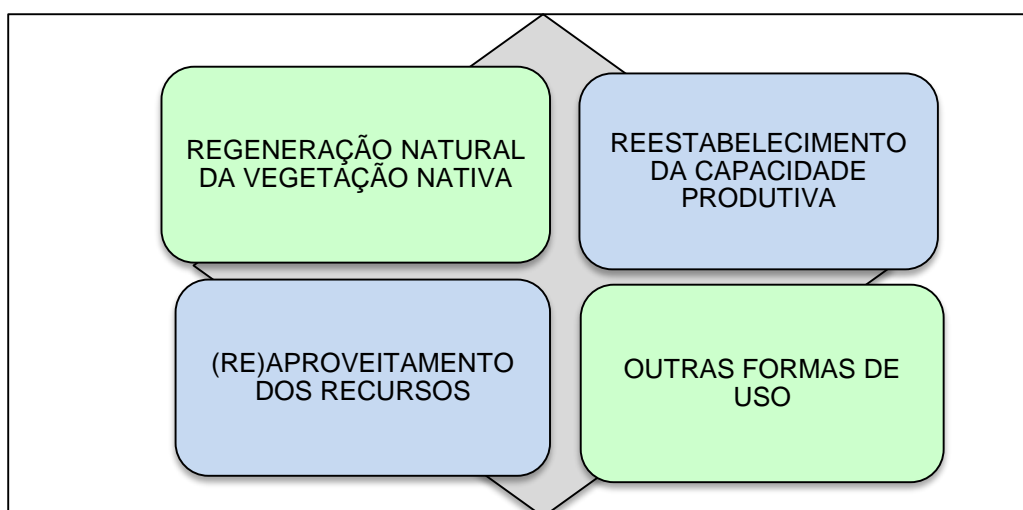 REGENERAÇÃO NATURAL
DA VEGETAÇÃO NATIVA
REESTABELECIMENTO
DA CAPACIDADE
PRODUTIVA
(RE)APROVEITAMENTO
DOS RECURSOS
OUTRAS FORMAS DE
USO